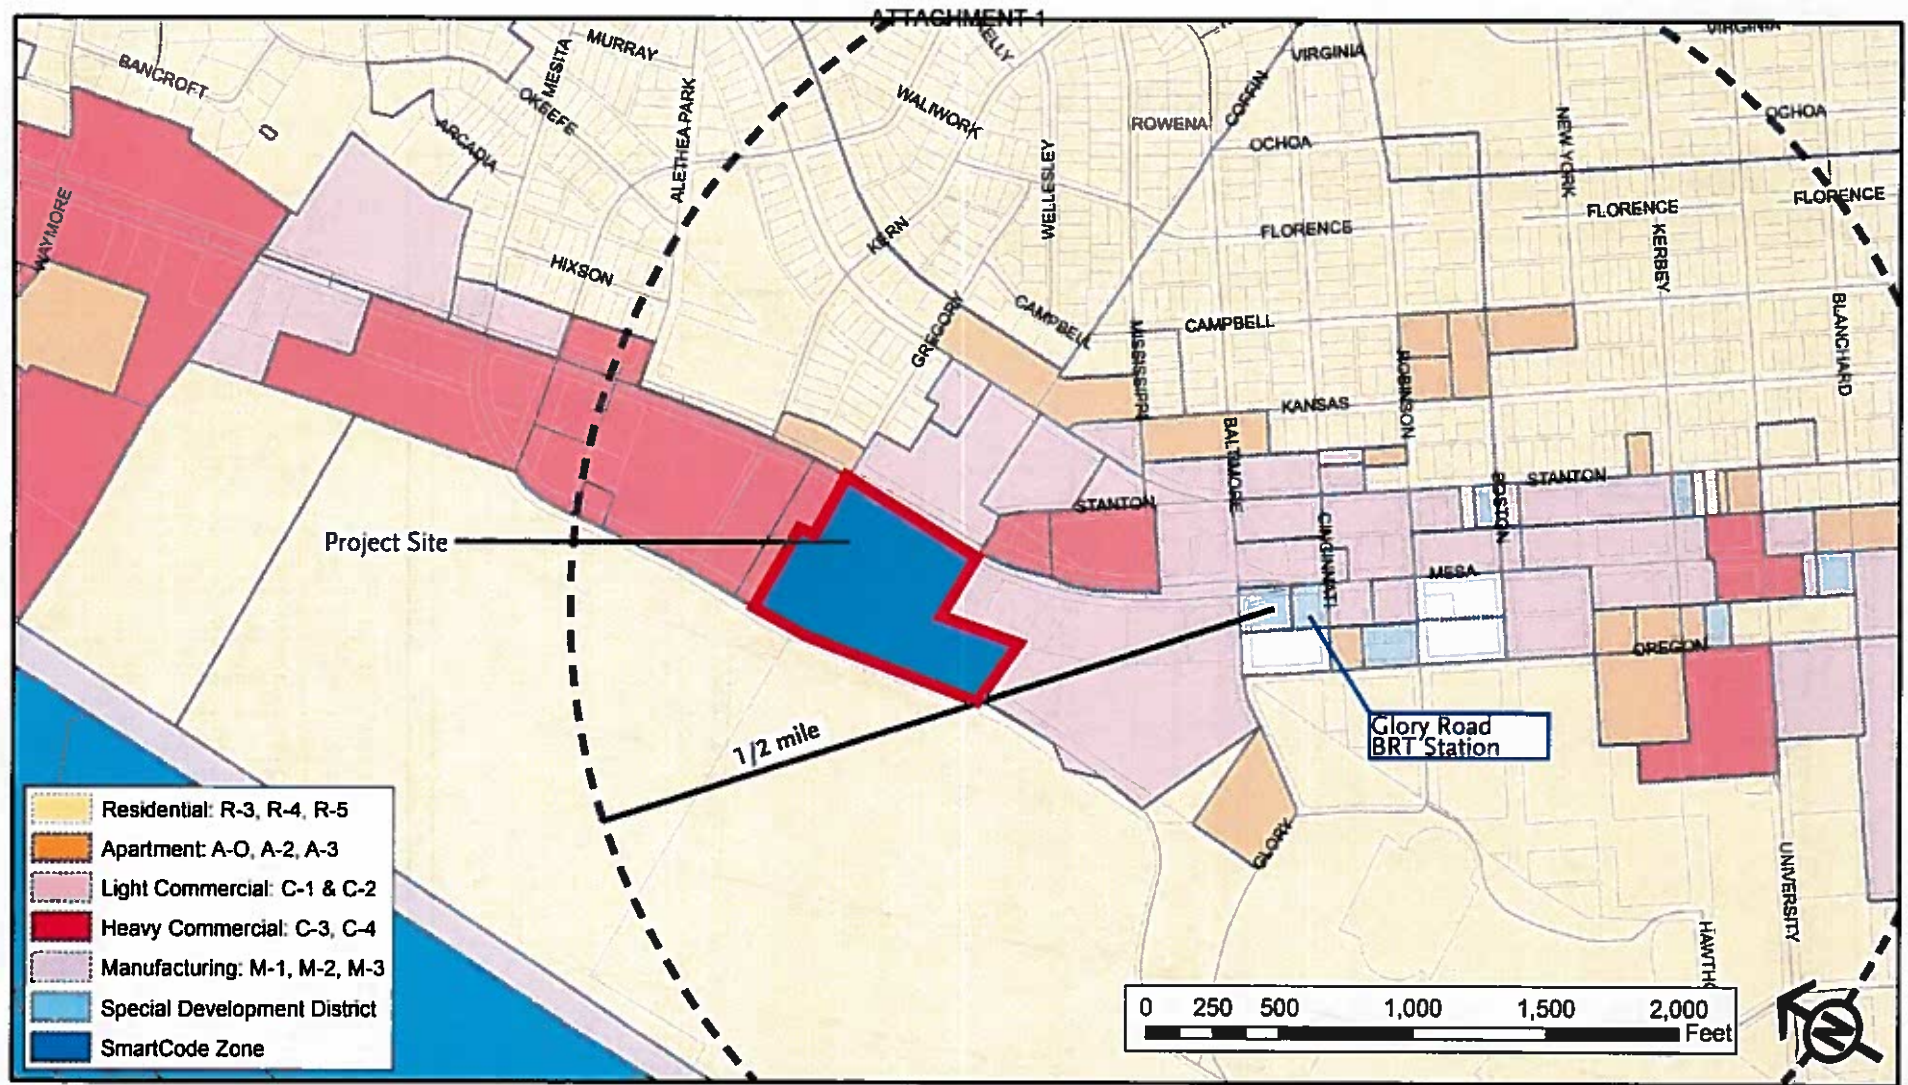 ATTACHMENT 1
VIRGINIA
MURRAY
KELLY
VIRGINIA
BANCROFT
MESITA
OKEEFE
ALETHEA PARK
WALIWORK
ROWENA
COFFIN
OCHOA
NEW YORK
OCHOA
ARCADIA
WELLESLEY
FLORENCE
FLORENCE
FLORENCE
WAYMORE
KERN
KERBEY
HIXSON
GREGORY
CAMPBELL
MISSISSIPPI
CAMPBELL
ROBINSON
BLANCHARD
KANSAS
BALTIMORE
STANTON
STANTON
BOSTON
Project Site
CINCINNATI
MESA
OREGON
1/2 mile
Glory Road
BRT Station
GLORY
UNIVERSITY
HAWTH
Residential: R-3, R-4, R-5
Apartment: A-O, A-2, A-3
Light Commercial: C-1 & C-2
Heavy Commercial: C-3, C-4
Manufacturing: M-1, M-2, M-3
Special Development District
SmartCode Zone
0 250 500 1,000 1,500 2,000
Feet
N